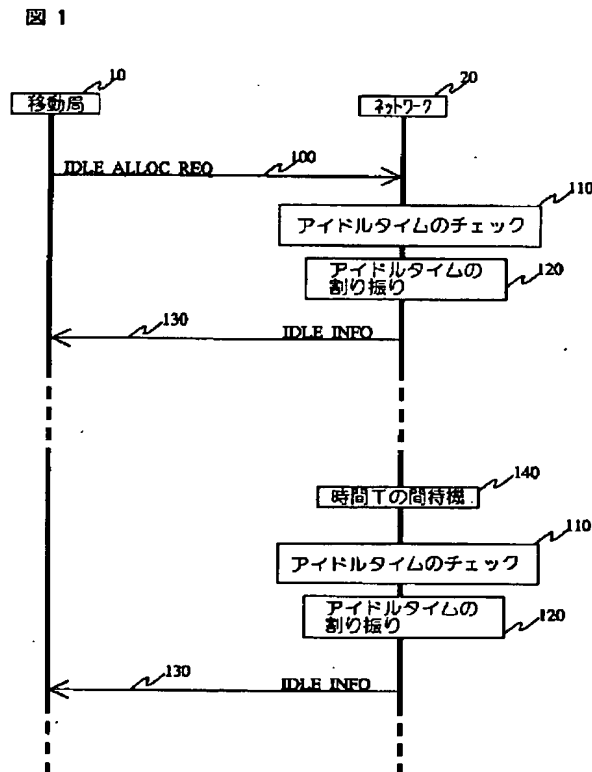 図 1
10
20
移動局
ネットワーク
IDLE ALLOC REQ
100
110
アイドルタイムのチェック
アイドルタイムの
割り振り
120
130
IDLE INFO
140
時間Tの間待機
110
アイドルタイムのチェック
アイドルタイムの
割り振り
120
130
IDLE INFO